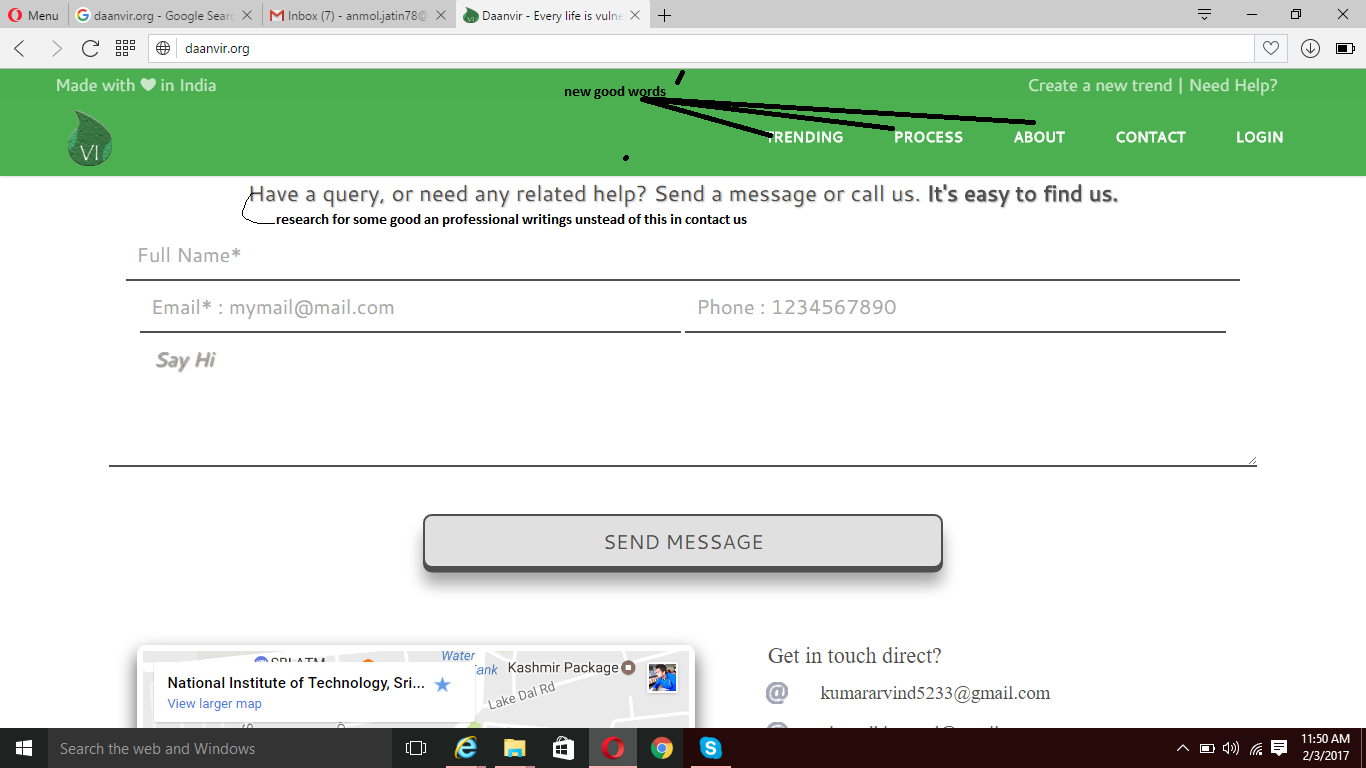 Menu
daanvir.org - Google Searc
Inbox (7) - anmol.jatin78@
Daanvir - Every life is vulne
daanvir.org
Made with in India
new good words
Create a new trend | Need Help?
VI
TRENDING
PROCESS
ABOUT
CONTACT
LOGIN
Have a query, or need any related help? Send a message or call us. It's easy to find us.
research for some good an professional writings unstead of this in contact us
Full Name*
Email* : mymail@mail.com
Phone : 1234567890
Say Hi
SEND MESSAGE
SBI ATM
Water
Tank
Kashmir Package
National Institute of Technology, Sri...
View larger map
Lake Dal Rd
Get in touch direct?
@ kumararvind5233@gmail.com
Search the web and Windows
11:50 AM
2/3/2017